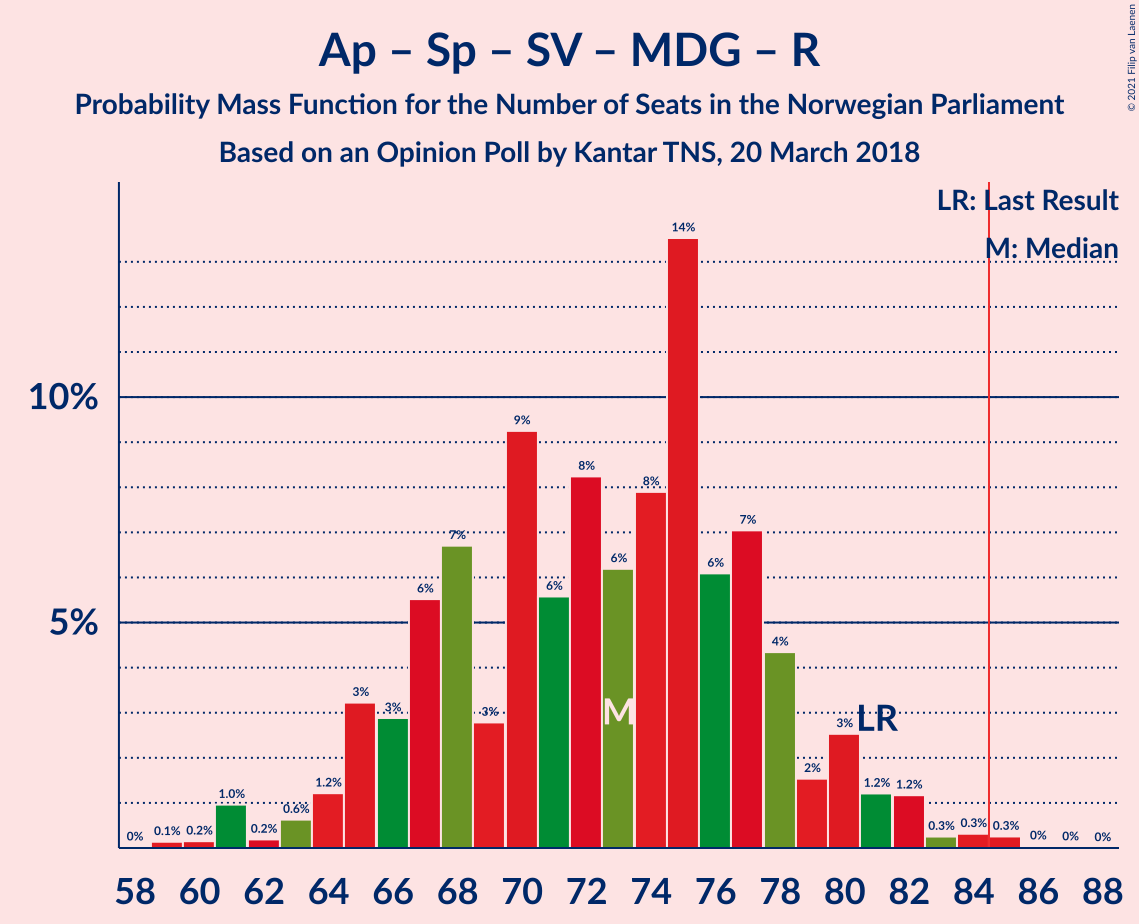 Ap – Sp – SV – MDG – R
Probability Mass Function for the Number of Seats in the Norwegian Parliament
Based on an Opinion Poll by Kantar TNS, 20 March 2018
© 2021 Filip van Laenen
LR: Last Result
M: Median
10%
5%
0% 0.1% 0.2% 1.0% 0.2% 0.6% 1.2% 3% 3% 6% 7% 3% 9% 6% 8% 6% 8% 14% 6% 7% 4% 2% 3% 1.2% 1.2% 0.3% 0.3% 0.3% 0% 0% 0%
M
LR
58 60 62 64 66 68 70 72 74 76 78 80 82 84 86 88